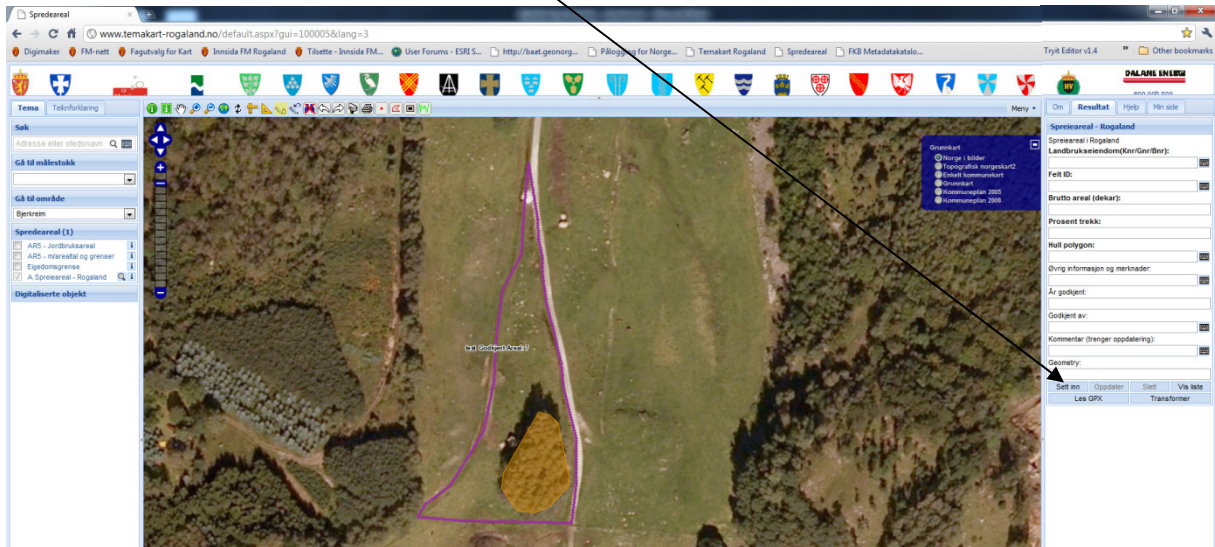 Spredeareal
www.temakart-rogaland.no/default.aspx?gui=100005&lang=3
Digimaker
FM-nett
Fagutvalg for Kart
Innsida FM Rogaland
Tilsette - Innsida FM...
User Forums - ESRI S...
http://baat.geonorg...
Pålogging for Norge...
Temakart Rogaland
Spredeareal
FKB Metadatakatalo...
Tryit Editor v1.4
»
Other bookmarks
DALANE ENERGI
Tema
Teknforklaring
Meny
Om
Resultat
Hjelp
Min side
Søk
Adresse eller stedsnavn
Gå til målestokk
Gå til område
Bjerkreim
Spredeareal (1)
AR5 - Jordbruksareal
AR5 - m/arealtal og grenser
Eigedomsgrense
A Spreieareal - Rogaland
Digitaliserte objekt
Grunnkart
Norge i bilder
Topografisk norgeskart2
Enkelt kommunekart
Grunnkart
Kommuneplan 2005
Kommuneplan 2008
test Godkjent Areal: 7
Spreieareal - Rogaland
Spreieareal i Rogaland
Landbrukseiendom(Knr/Gnr/Bnr):
Felt ID:
Brutto areal (dekar):
Prosent trekk:
Hull polygon:
Øvrig informasjon og merknader:
År godkjent:
Godkjent av:
Kommentar (trenger oppdatering):
Geometry:
Sett inn
Oppdater
Slett
Vis liste
Les GPX
Transformer